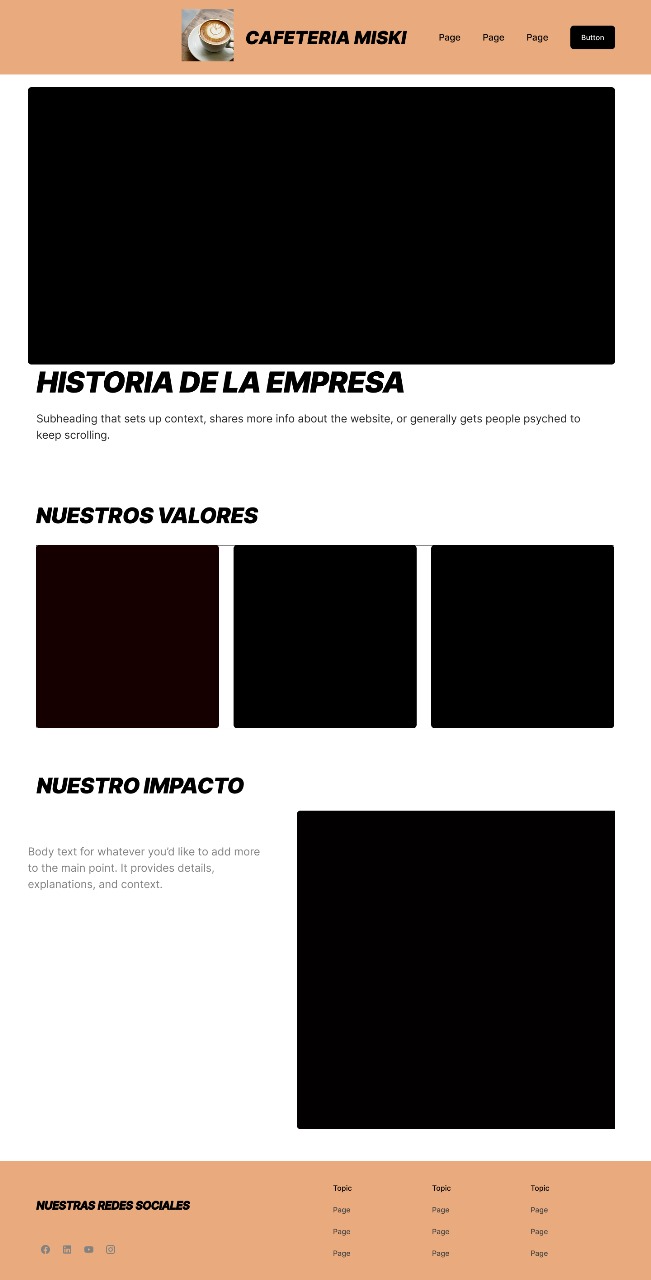 CAFETERIA MISKI
Page Page Page Button
HISTORIA DE LA EMPRESA
Subheading that sets up context, shares more info about the website, or generally gets people psyched to
keep scrolling.
NUESTROS VALORES
NUESTRO IMPACTO
Body text for whatever you’d like to add more
to the main point. It provides details,
explanations, and context.
NUESTRAS REDES SOCIALES
Topic Topic Topic
Page Page Page
Page Page Page
Page Page Page